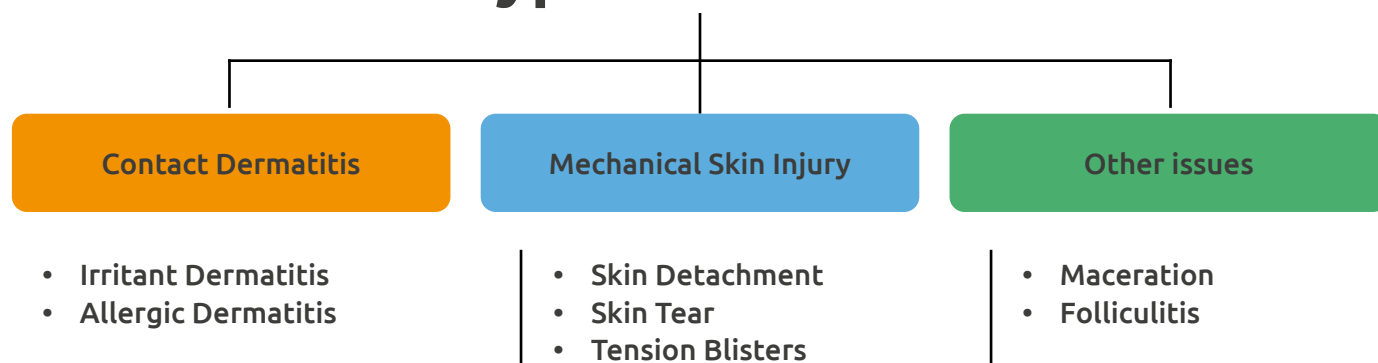 Contact Dermatitis
Mechanical Skin Injury
Other issues
• Irritant Dermatitis
• Allergic Dermatitis
• Skin Detachment
• Skin Tear
• Tension Blisters
• Maceration
• Folliculitis